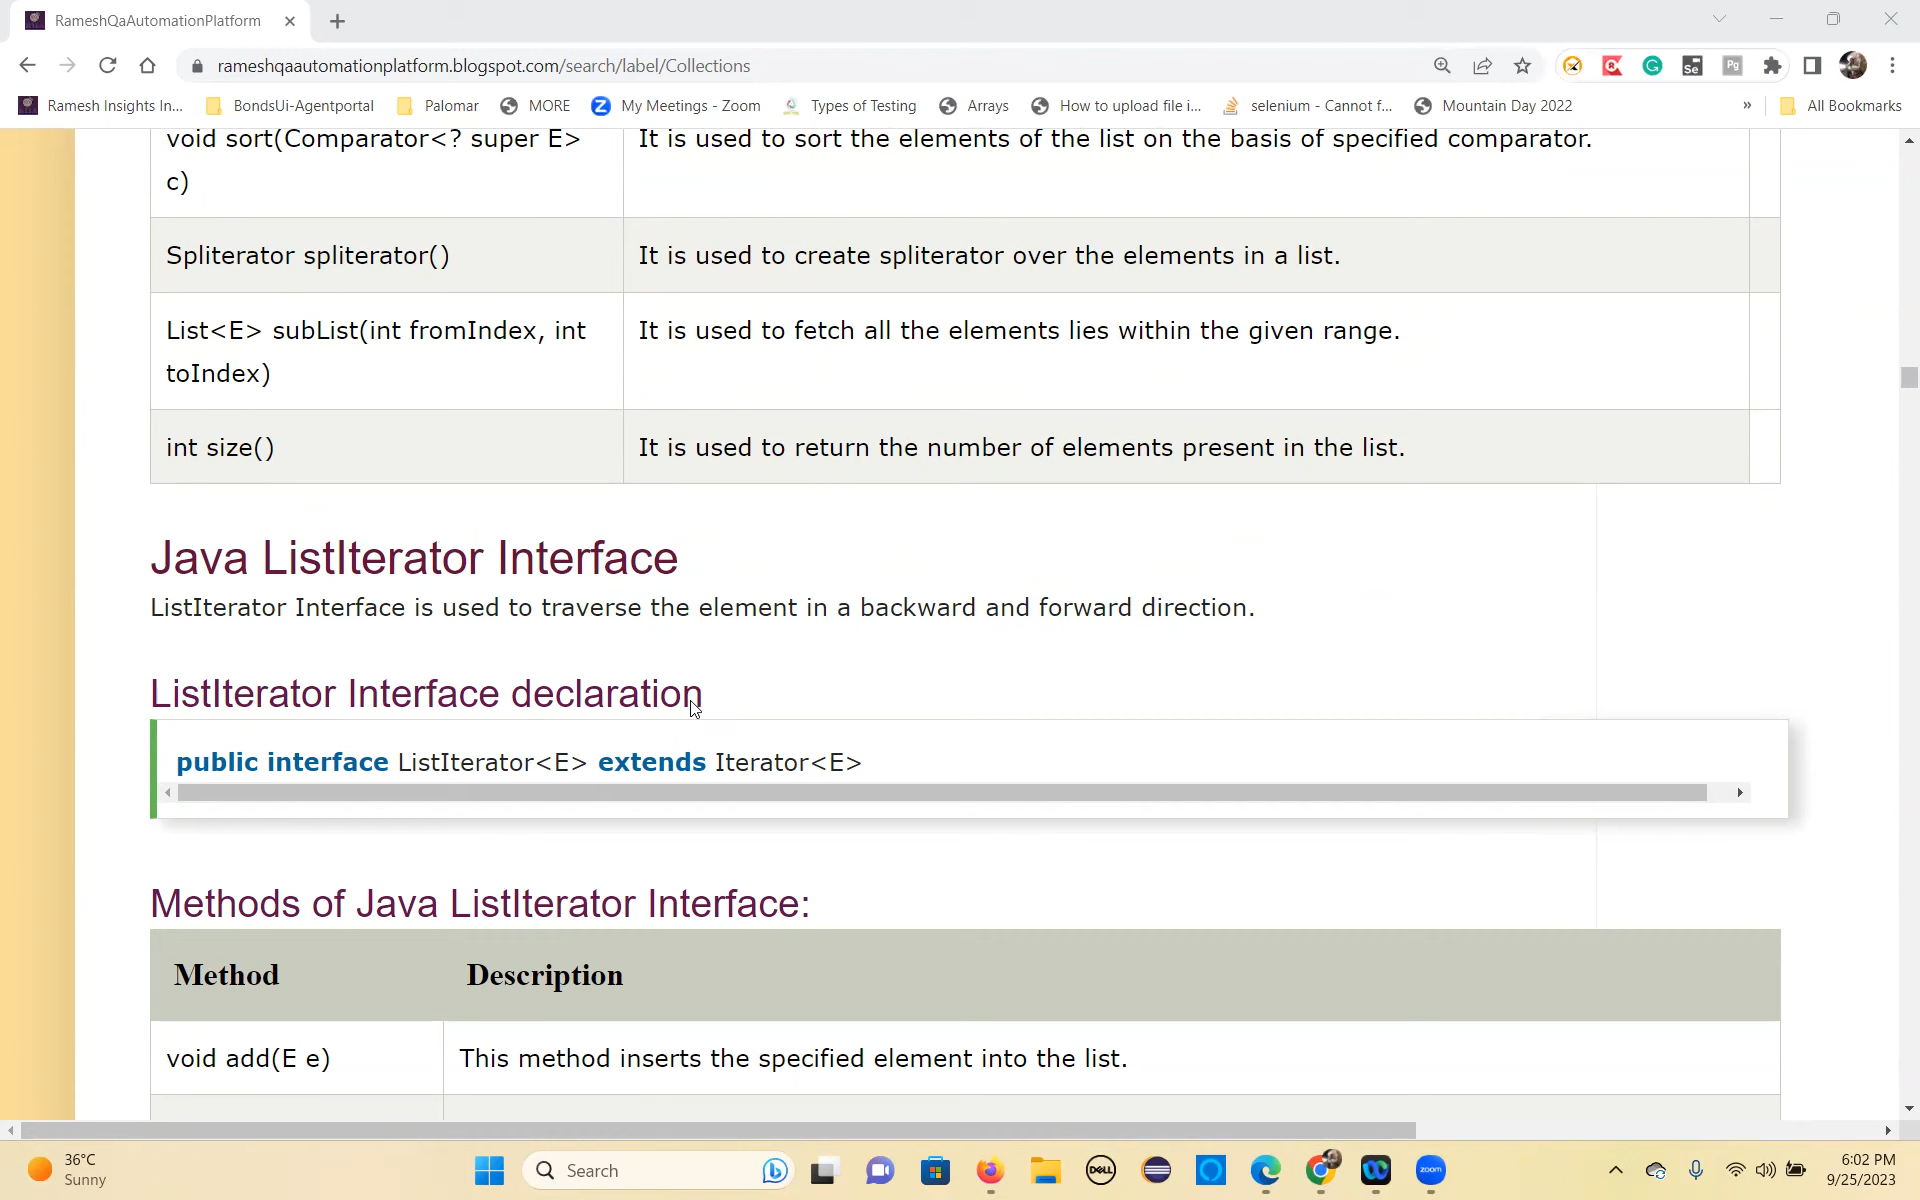 RameshQaAutomationPlatform
rameshqaautomationplatform.blogspot.com/search/label/Collections
Ramesh Insights In... BondsUi-Agentportal Palomar MORE My Meetings - Zoom Types of Testing Arrays How to upload file i... selenium - Cannot f... Mountain Day 2022 » All Bookmarks
void sort(Comparator<? super E> It is used to sort the elements of the list on the basis of specified comparator.
c)
Spliterator spliterator() It is used to create spliterator over the elements in a list.
List<E> subList(int fromIndex, int It is used to fetch all the elements lies within the given range.
toIndex)
int size() It is used to return the number of elements present in the list.
Java ListIterator Interface
ListIterator Interface is used to traverse the element in a backward and forward direction.
ListIterator Interface declaration
public interface ListIterator<E> extends Iterator<E>
Methods of Java ListIterator Interface:
Method Description
void add(E e) This method inserts the specified element into the list.
36°C
Sunny
Search
DELL
zoom
6:02 PM
9/25/2023